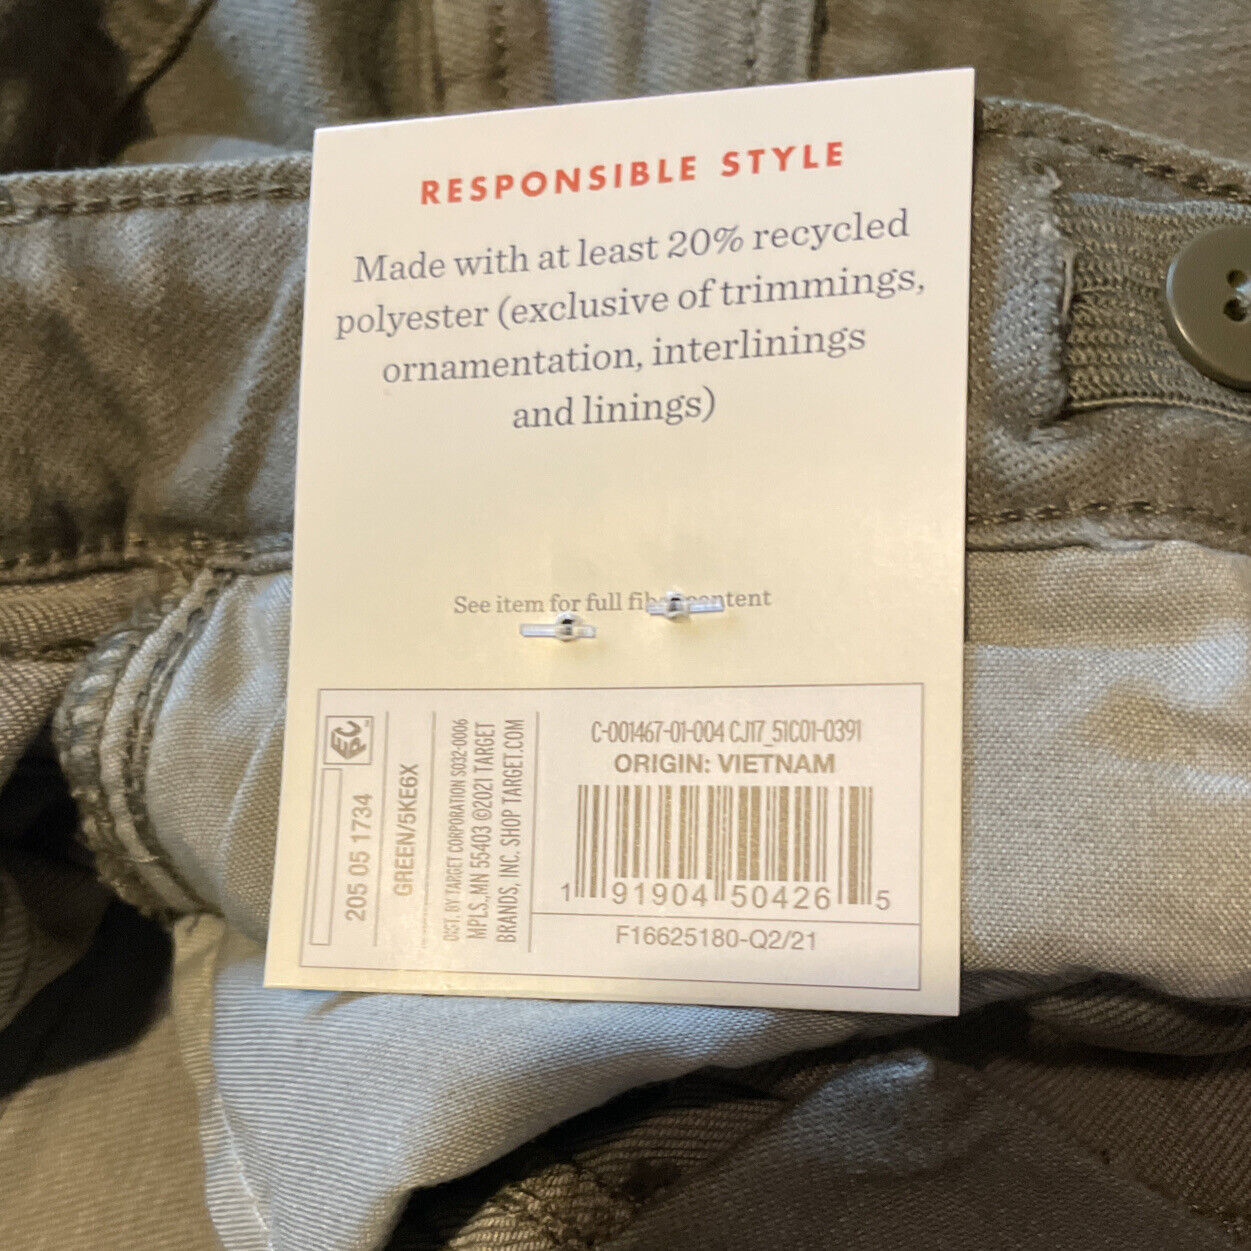 RESPONSIBLE STYLE
Made with at least 20% recycled
polyester (exclusive of trimmings,
ornamentation, interlinings
and linings)
See item for full content
205 05 1734
GREEN/5KE6X
DIST. BY TARGET CORPORATION S032-0006
MPLS., MN 55403 ©2021 TARGET
BRANDS, INC. SHOP TARGET.COM
C-001467-01-004 CJ17_51C01-0391
ORIGIN: VIETNAM
1 91904 50426 5
F16625180-Q2/21